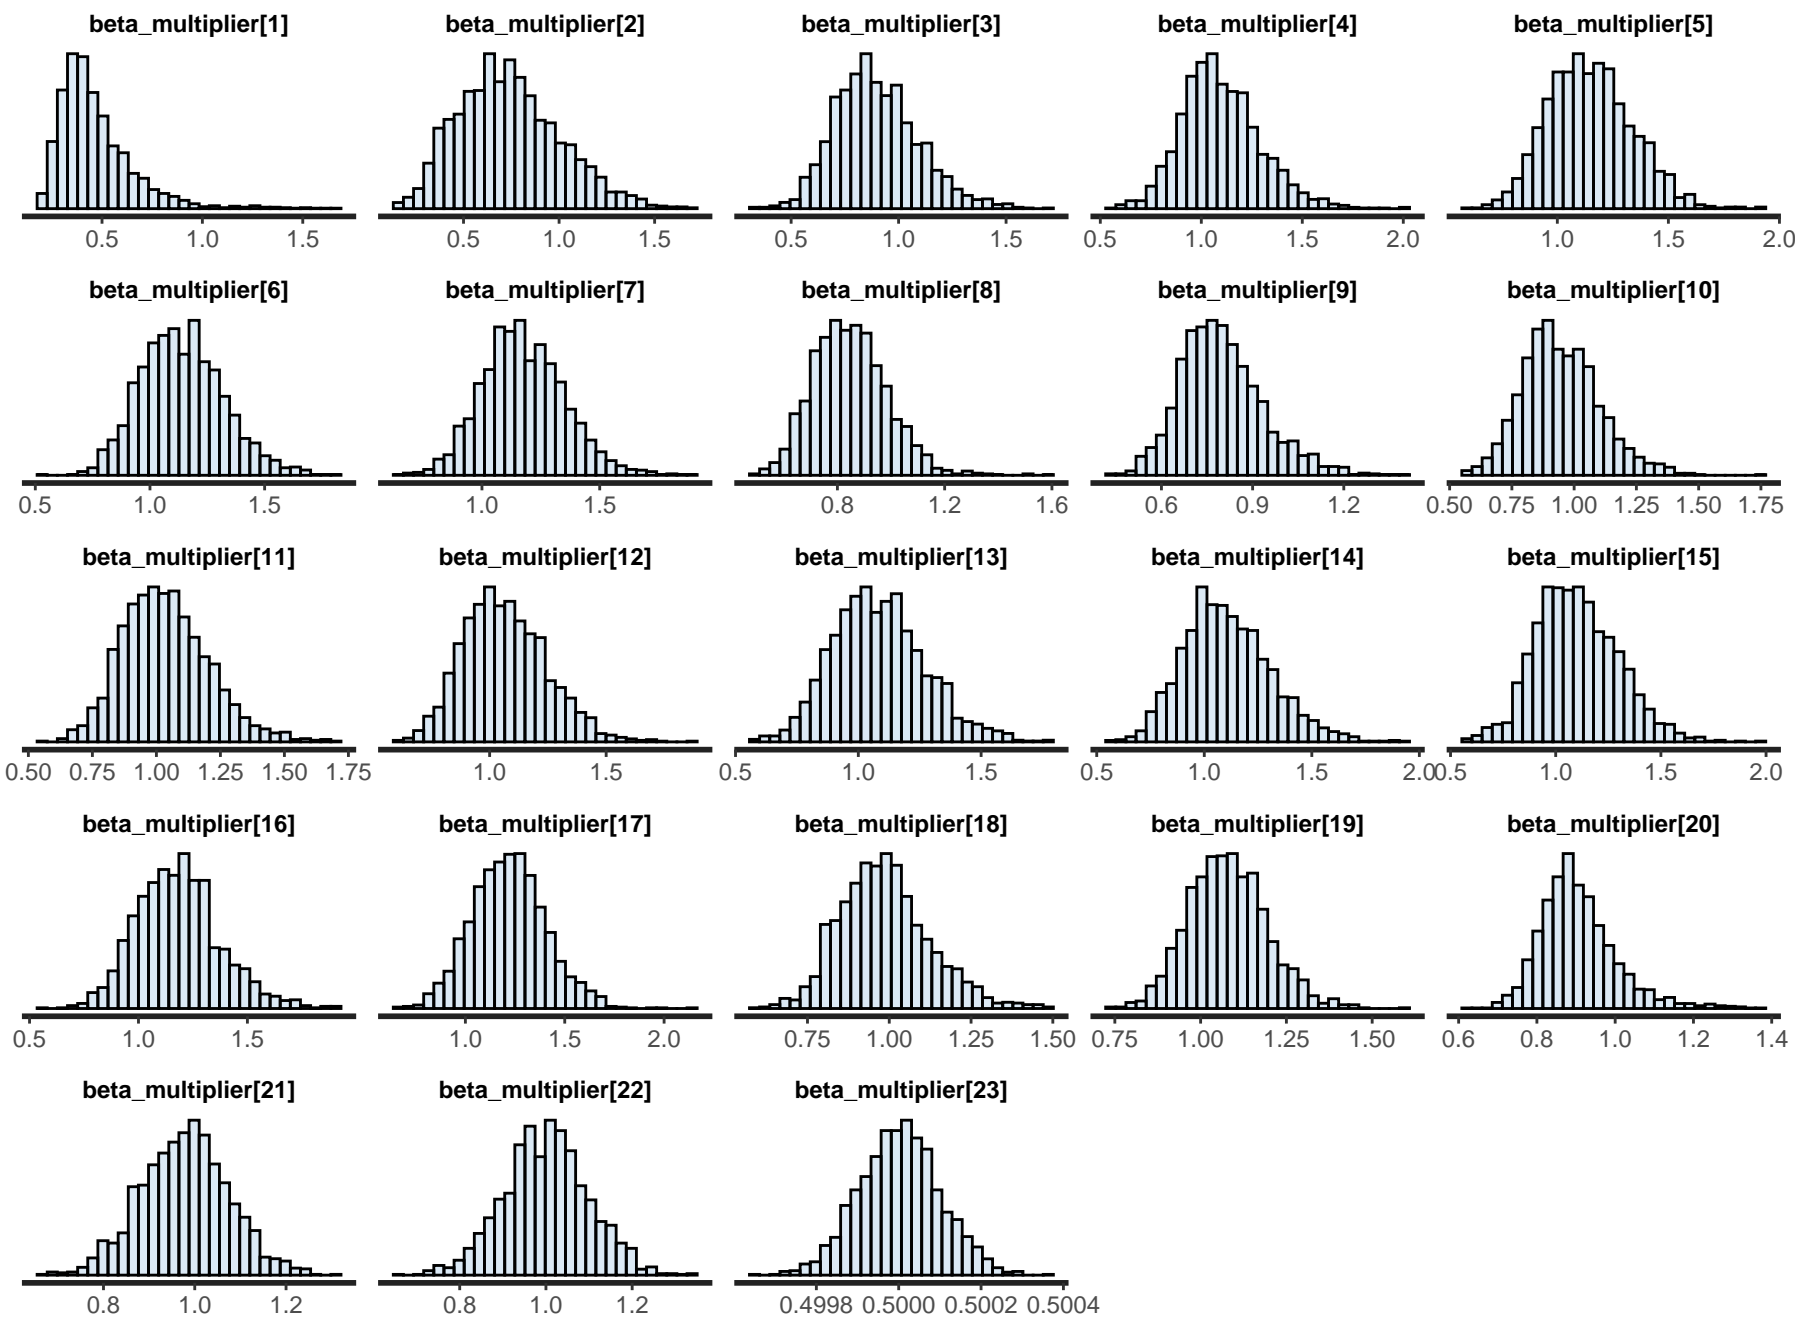 beta_multiplier[1] beta_multiplier[2] beta_multiplier[3] beta_multiplier[4] beta_multiplier[5]
0.5 1.0 1.5 0.5 1.0 1.5 0.5 1.0 1.5 0.5 1.0 1.5 2.0 1.0 1.5 2.0
beta_multiplier[6] beta_multiplier[7] beta_multiplier[8] beta_multiplier[9] beta_multiplier[10]
0.5 1.0 1.5 1.0 1.5 0.8 1.2 1.6 0.6 0.9 1.2 0.50 0.75 1.00 1.25 1.50 1.75
beta_multiplier[11] beta_multiplier[12] beta_multiplier[13] beta_multiplier[14] beta_multiplier[15]
0.50 0.75 1.00 1.25 1.50 1.75 1.0 1.5 0.5 1.0 1.5 0.5 1.0 1.5 2.0 0.5 1.0 1.5 2.0
beta_multiplier[16] beta_multiplier[17] beta_multiplier[18] beta_multiplier[19] beta_multiplier[20]
0.5 1.0 1.5 1.0 1.5 2.0 0.75 1.00 1.25 1.50 0.75 1.00 1.25 1.50 0.6 0.8 1.0 1.2 1.4
beta_multiplier[21] beta_multiplier[22] beta_multiplier[23]
0.8 1.0 1.2 0.8 1.0 1.2 0.4998 0.5000 0.5002 0.5004